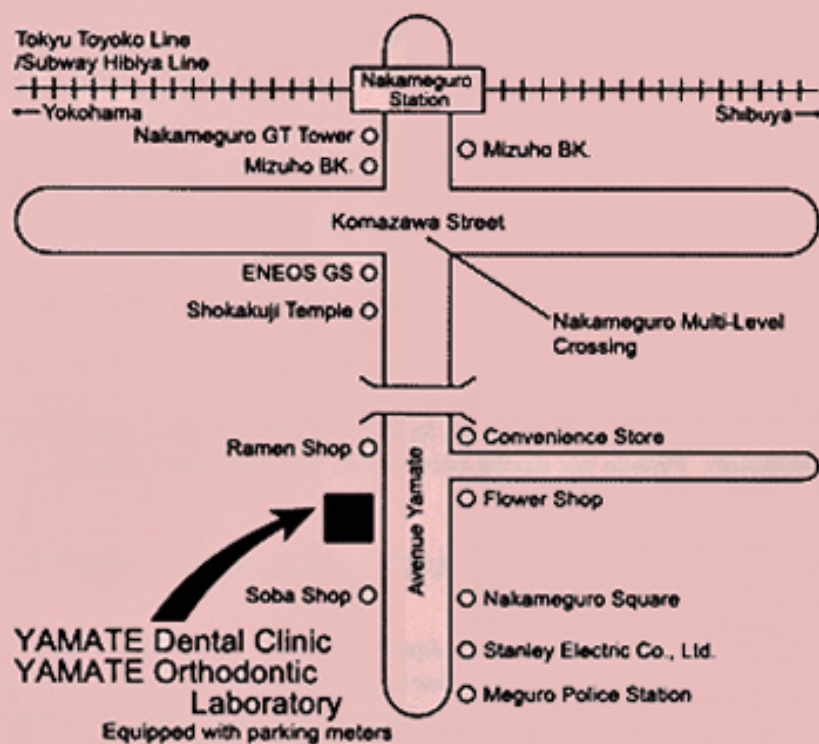 Tokyu Toyoko Line
/Subway Hibiya Line
Nakameguro
Station
←Yokohama
Shibuya→
Nakameguro GT Tower
Mizuho BK.
Mizuho BK.
Komazawa Street
ENEOS GS
Shokakuji Temple
Nakameguro Multi-Level
Crossing
Ramen Shop
Convenience Store
Avenue Yamate
Flower Shop
Soba Shop
Nakameguro Square
YAMATE Dental Clinic
YAMATE Orthodontic
Laboratory
Equipped with parking meters
Stanley Electric Co., Ltd.
Meguro Police Station